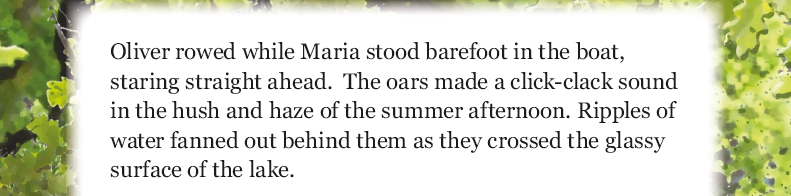 Oliver rowed while Maria stood barefoot in the boat,
staring straight ahead.  The oars made a click-clack sound
in the hush and haze of the summer afternoon. Ripples of
water fanned out behind them as they crossed the glassy
surface of the lake.